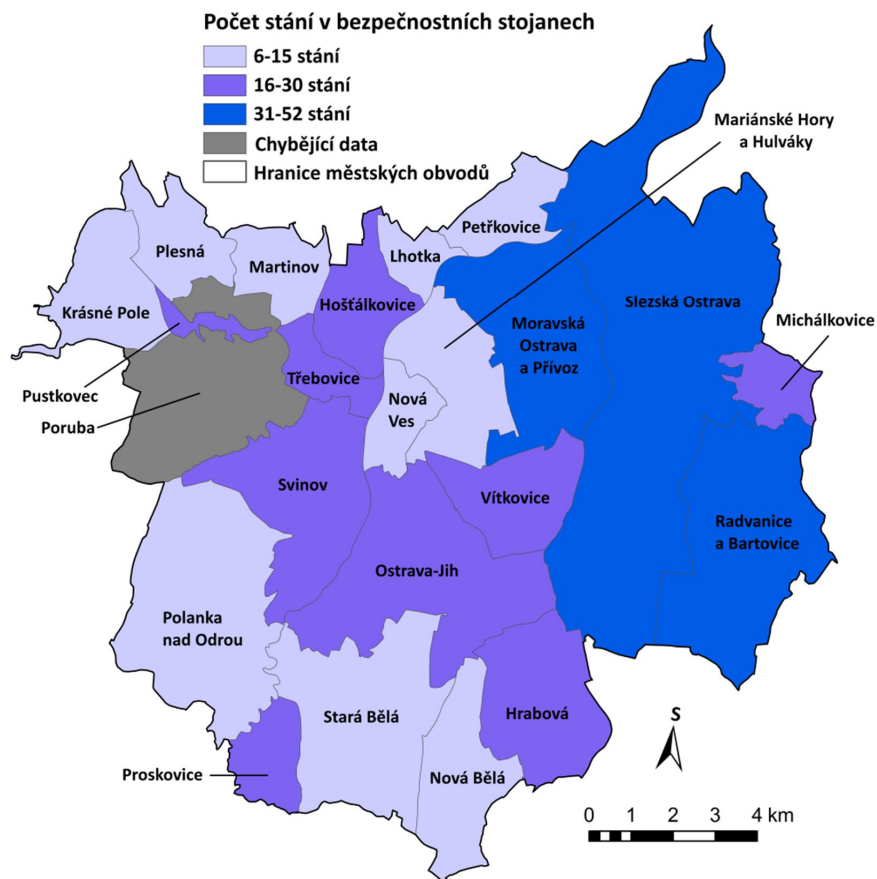 Počet stání v bezpečnostních stojanech
6-15 stání
16-30 stání
31-52 stání
Chybějící data
Hranice městských obvodů
Mariánské Hory
a Hulváky
Petřkovice
Plesná
Lhotka
Martinov
Krásné Pole
Hošťálkovice
Slezská Ostrava
Moravská
Ostrava
a Přívoz
Michálkovice
Pustkovec
Třebovice
Poruba
Nová
Ves
Svinov
Vítkovice
Radvanice
a Bartovice
Ostrava-Jih
Polanka
nad Odrou
Stará Bělá
Hrabová
S
Proskovice
Nová Bělá
0 1 2 3 4 km